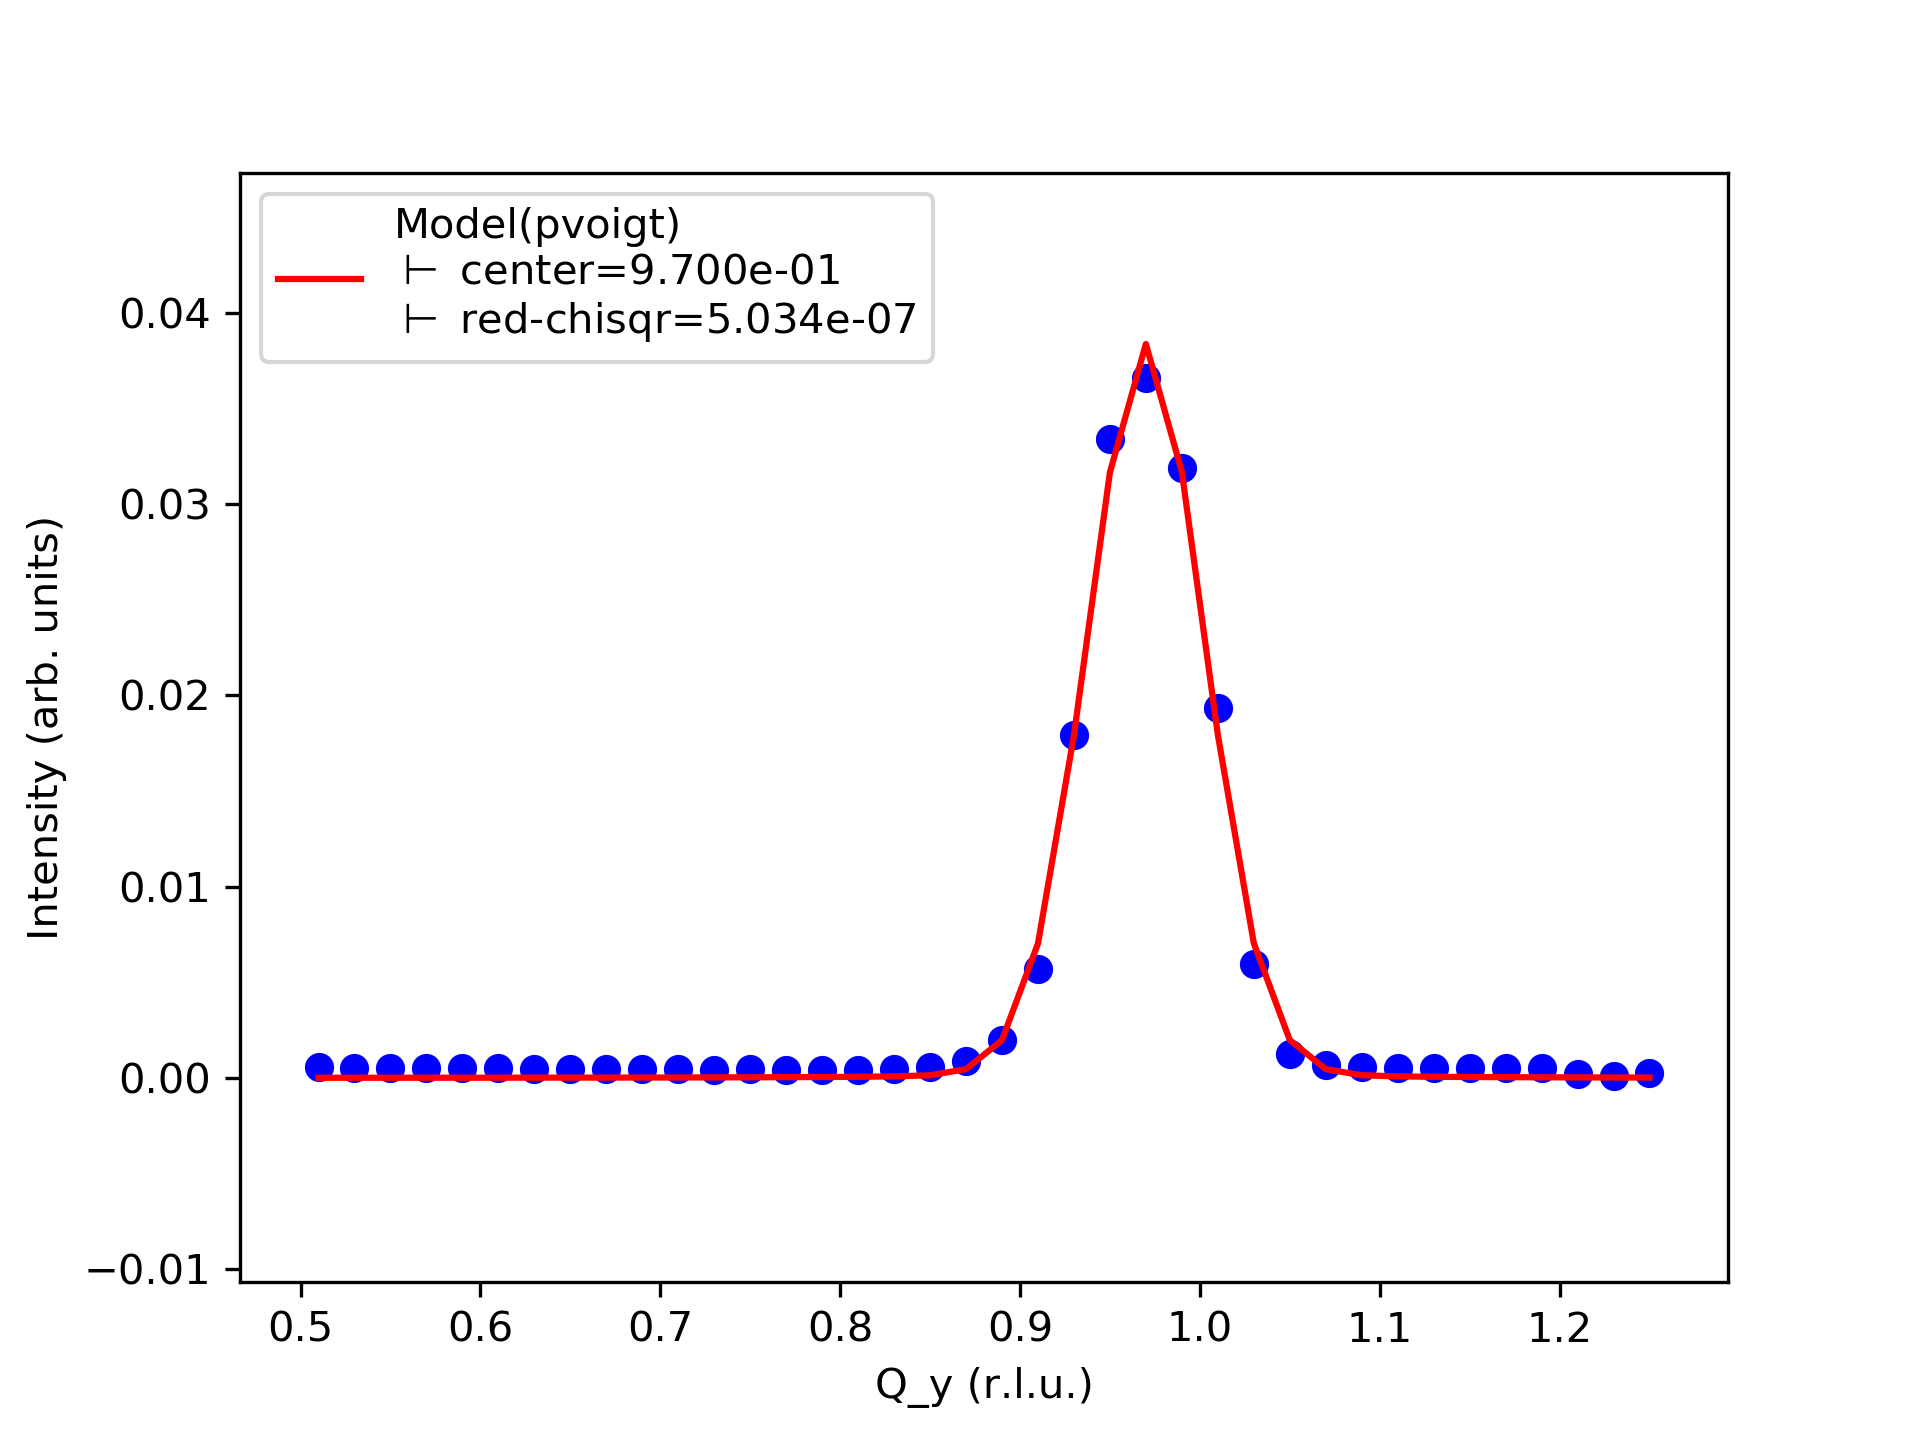 Model(pvoigt)
⊢ center=9.700e-01
⊢ red-chisqr=5.034e-07
0.04
0.03
0.02
0.01
0.00
−0.01
Intensity (arb. units)
0.5 0.6 0.7 0.8 0.9 1.0 1.1 1.2
Q_y (r.l.u.)